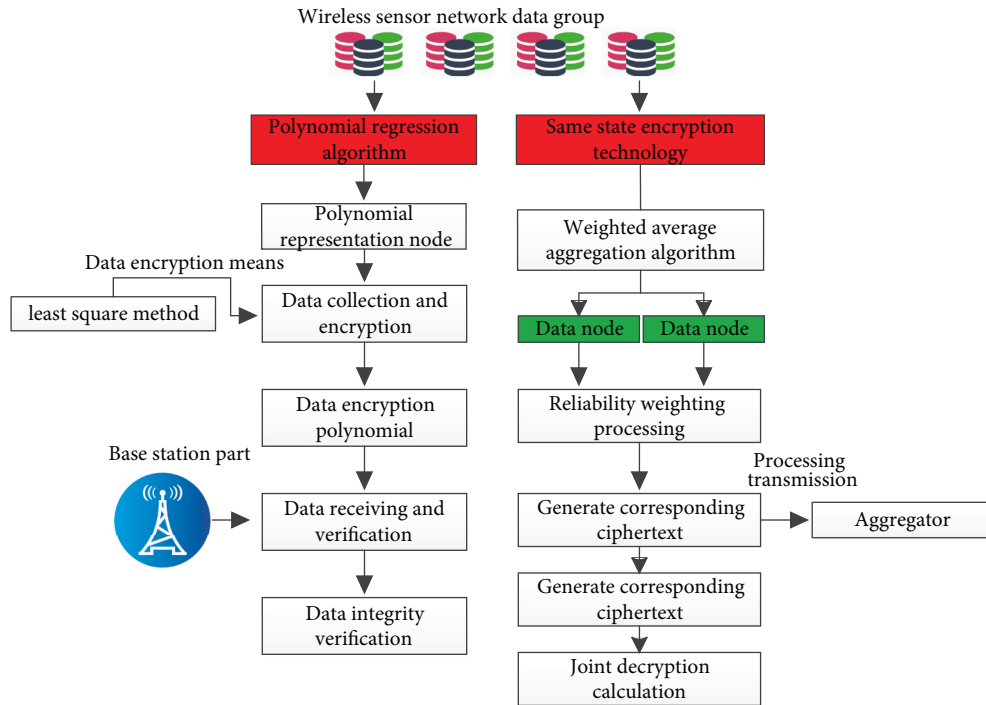 Wireless sensor network data group
Polynomial regression
algorithm
Polynomial
representation node
Data encryption means
least square method
Data collection and
encryption
Data encryption
polynomial
Base station part
Data receiving and
verification
Data integrity
verification
Same state encryption
technology
Weighted average
aggregation algorithm
Data node
Data node
Reliability weighting
processing
Processing
transmission
Generate corresponding
ciphertext
Aggregator
Generate corresponding
ciphertext
Joint decryption
calculation